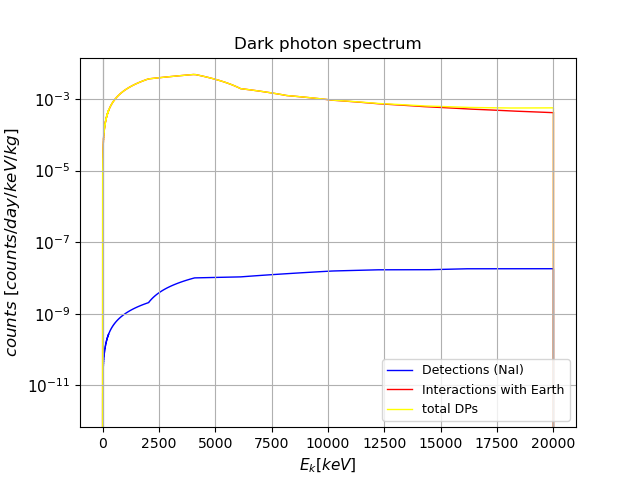 Dark photon spectrum
counts [counts/day/keV/kg]
10⁻³
10⁻⁵
10⁻⁷
10⁻⁹
10⁻¹¹
Detections (NaI)
Interactions with Earth
total DPs
0 2500 5000 7500 10000 12500 15000 17500 20000
Eₖ[keV]